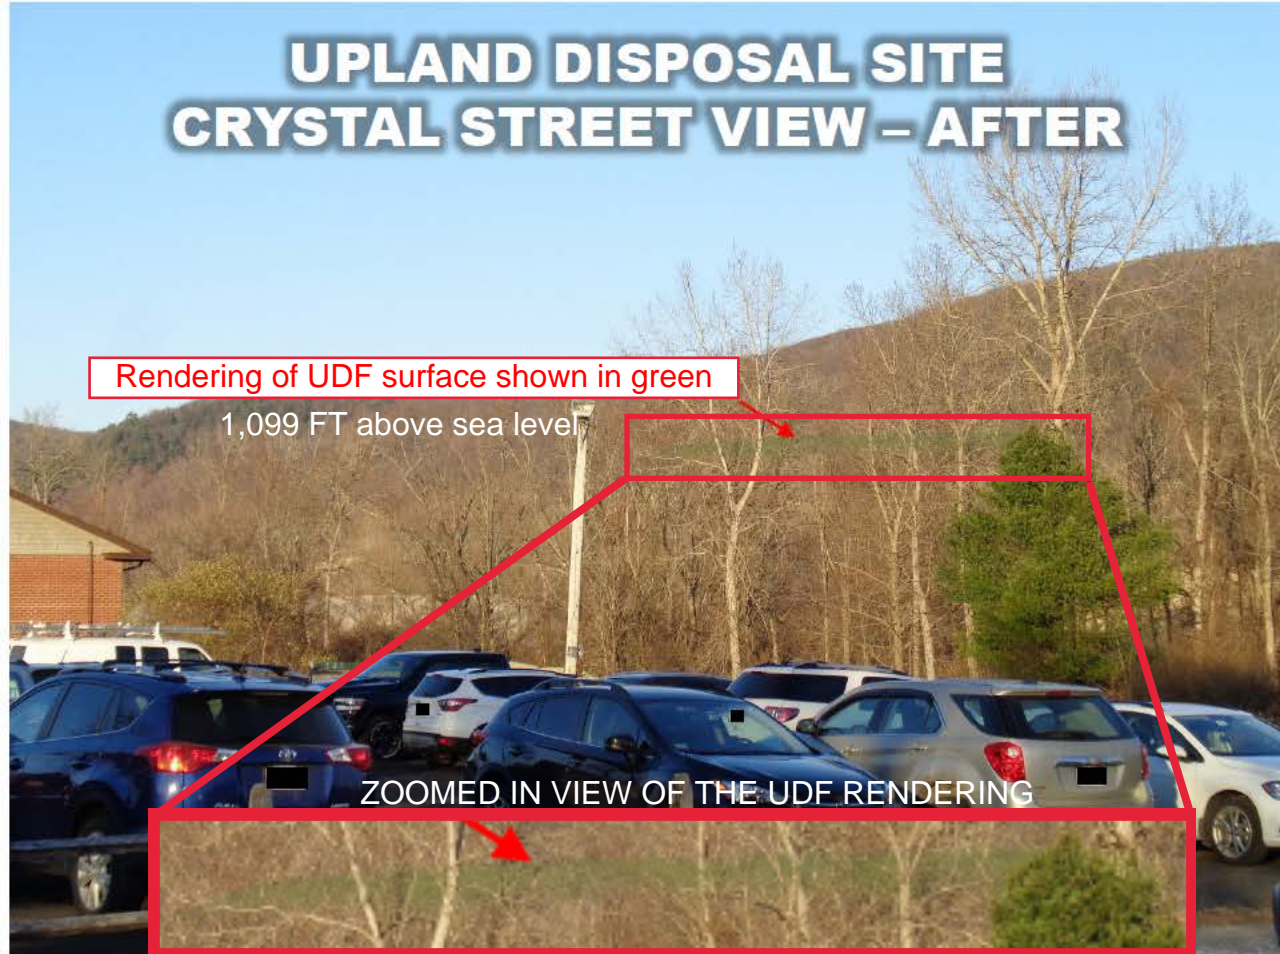 UPLAND DISPOSAL SITE
CRYSTAL STREET VIEW – AFTER
Rendering of UDF surface shown in green
1,099 FT above sea level
ZOOMED IN VIEW OF THE UDF RENDERING